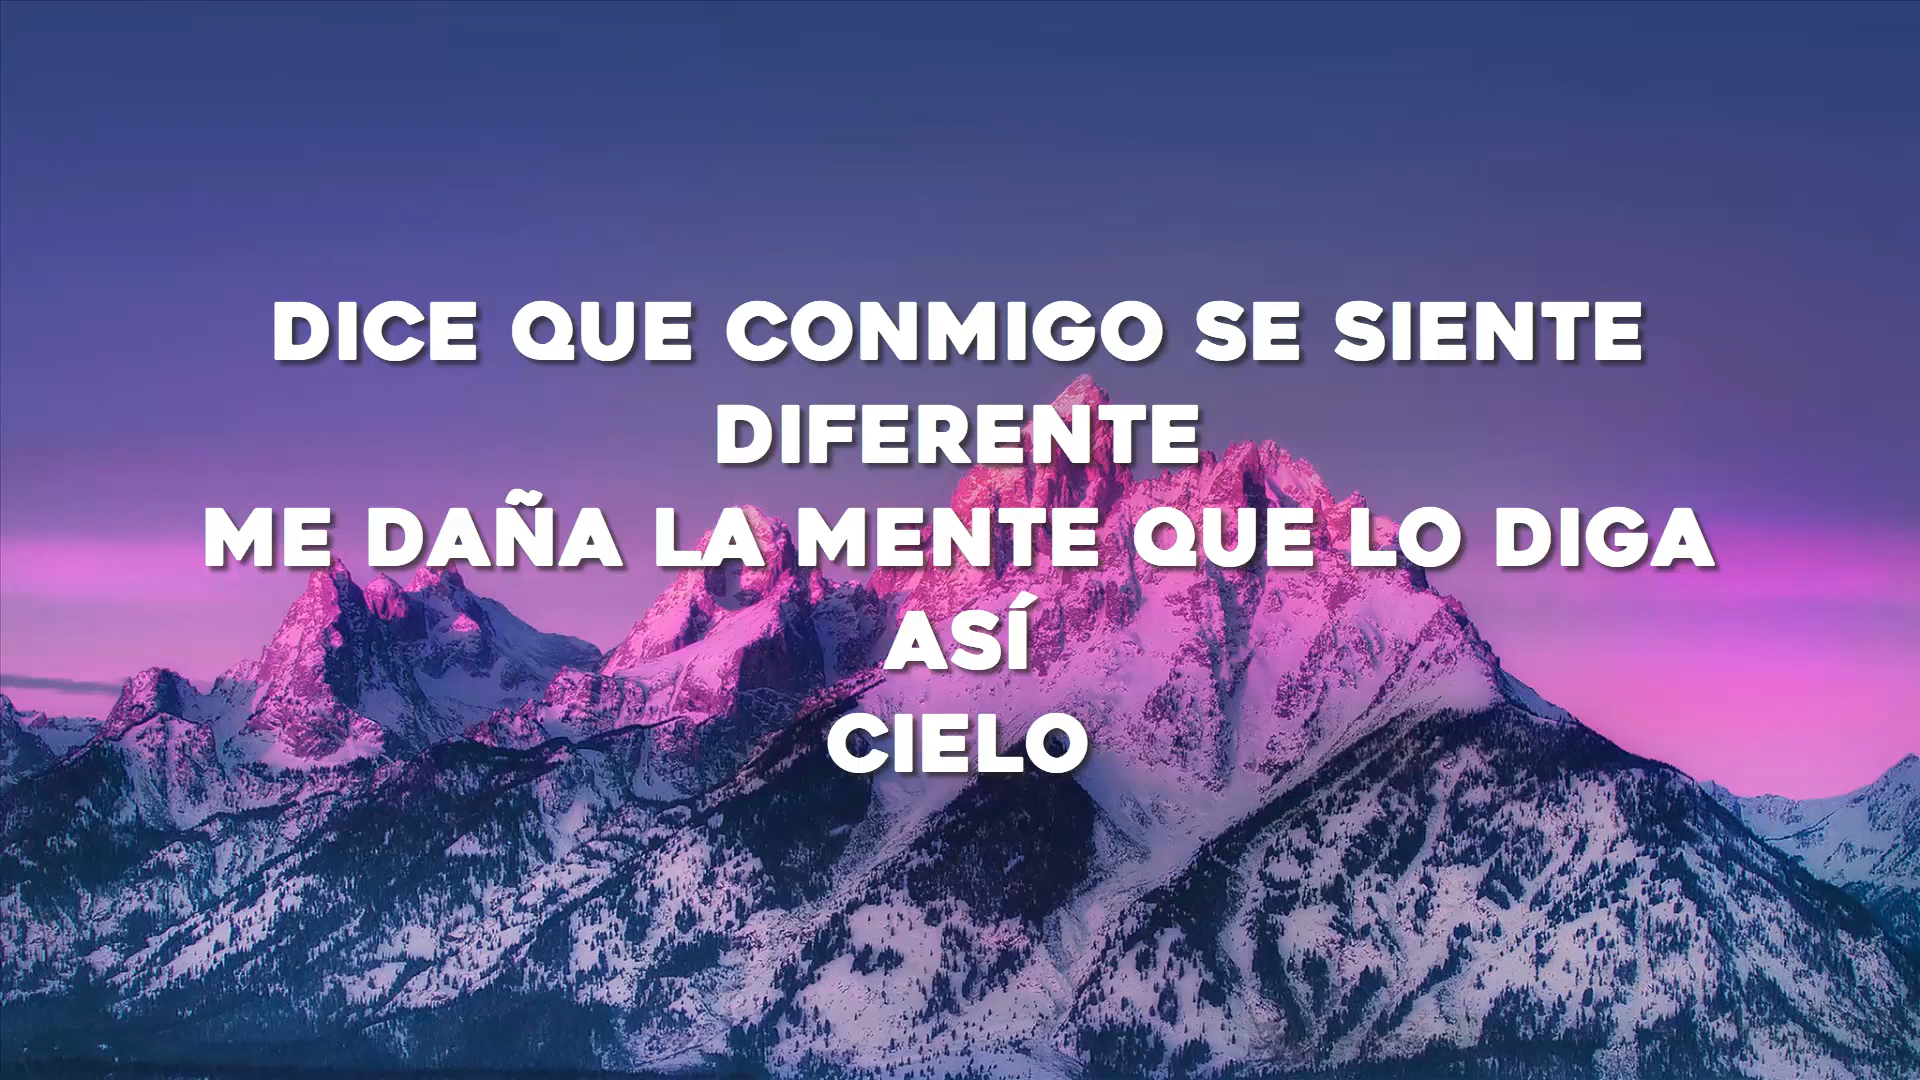 DICE QUE CONMIGO SE SIENTE
DIFERENTE
ME DAÑA LA MENTE QUE LO DIGA
ASÍ
CIELO